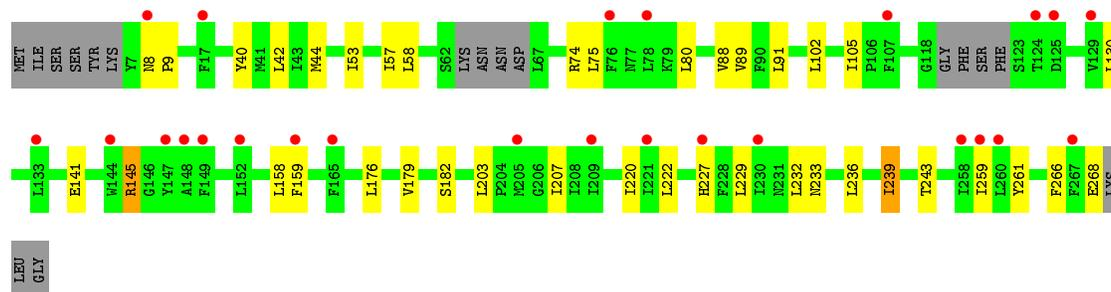 MET ILE SER SER TYR LYS Y7 N8 P9 F17 Y40 M41 L42 I43 M44 I53 I57 L58 S62 LYS ASN ASN ASP L67 R74 L75 F76 N77 L78 K79 L80 V88 V89 F90 L91 L102 I105 P106 F107 G118 GLY PHE SER PHE S123 T124 D125 V129
L133 E141 W144 R145 G146 Y147 A148 F149 L152 L158 F159 F165 L176 V179 S182 L203 P204 M205 G206 I207 I208 I209 I220 I221 L222 H227 F228 L229 I230 N231 L232 N233 L236 I239 T243 I258 I259 L260 Y261 F266 F267 E268
LEU GLY